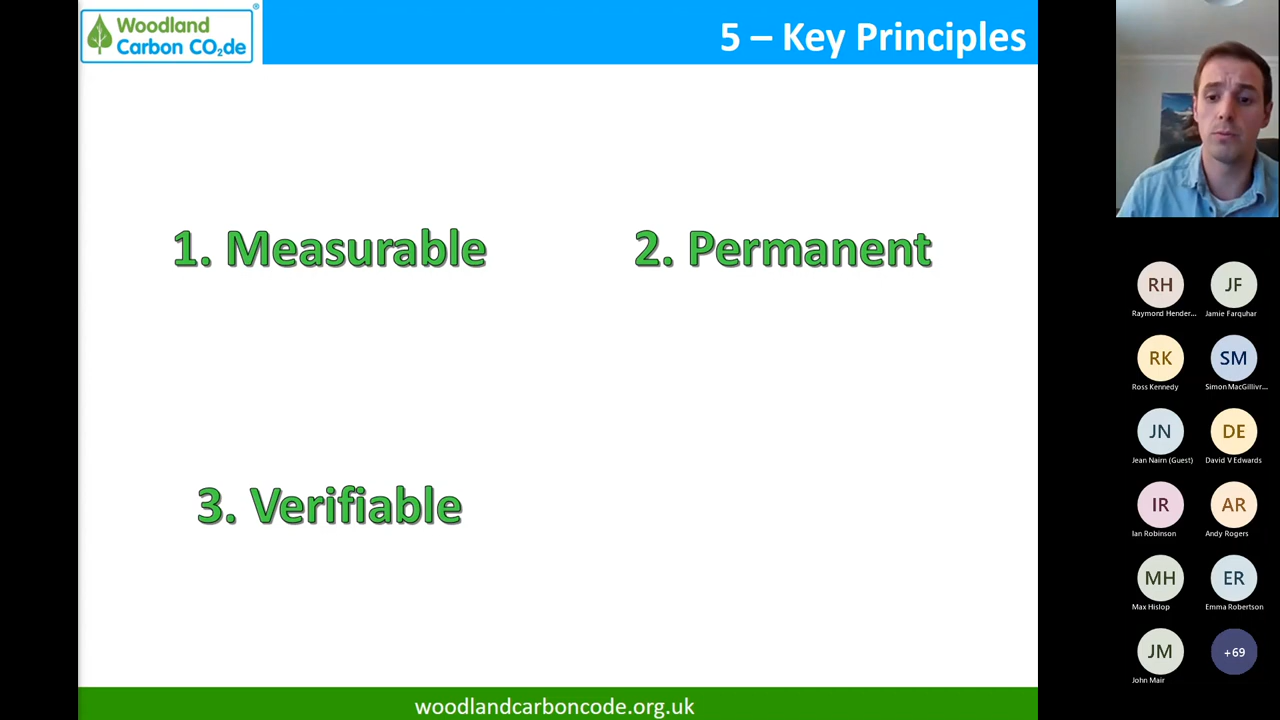 Woodland
Carbon CO₂de
®
5 – Key Principles
1. Measurable
2. Permanent
3. Verifiable
woodlandcarboncode.org.uk
RH
JF
Raymond Hender...
Jamie Farquhar
RK
SM
Ross Kennedy
Simon MacGillivr...
JN
DE
Jean Nairn (Guest)
David V Edwards
IR
AR
Ian Robinson
Andy Rogers
MH
ER
Max Hislop
Emma Robertson
JM
+69
John Mair